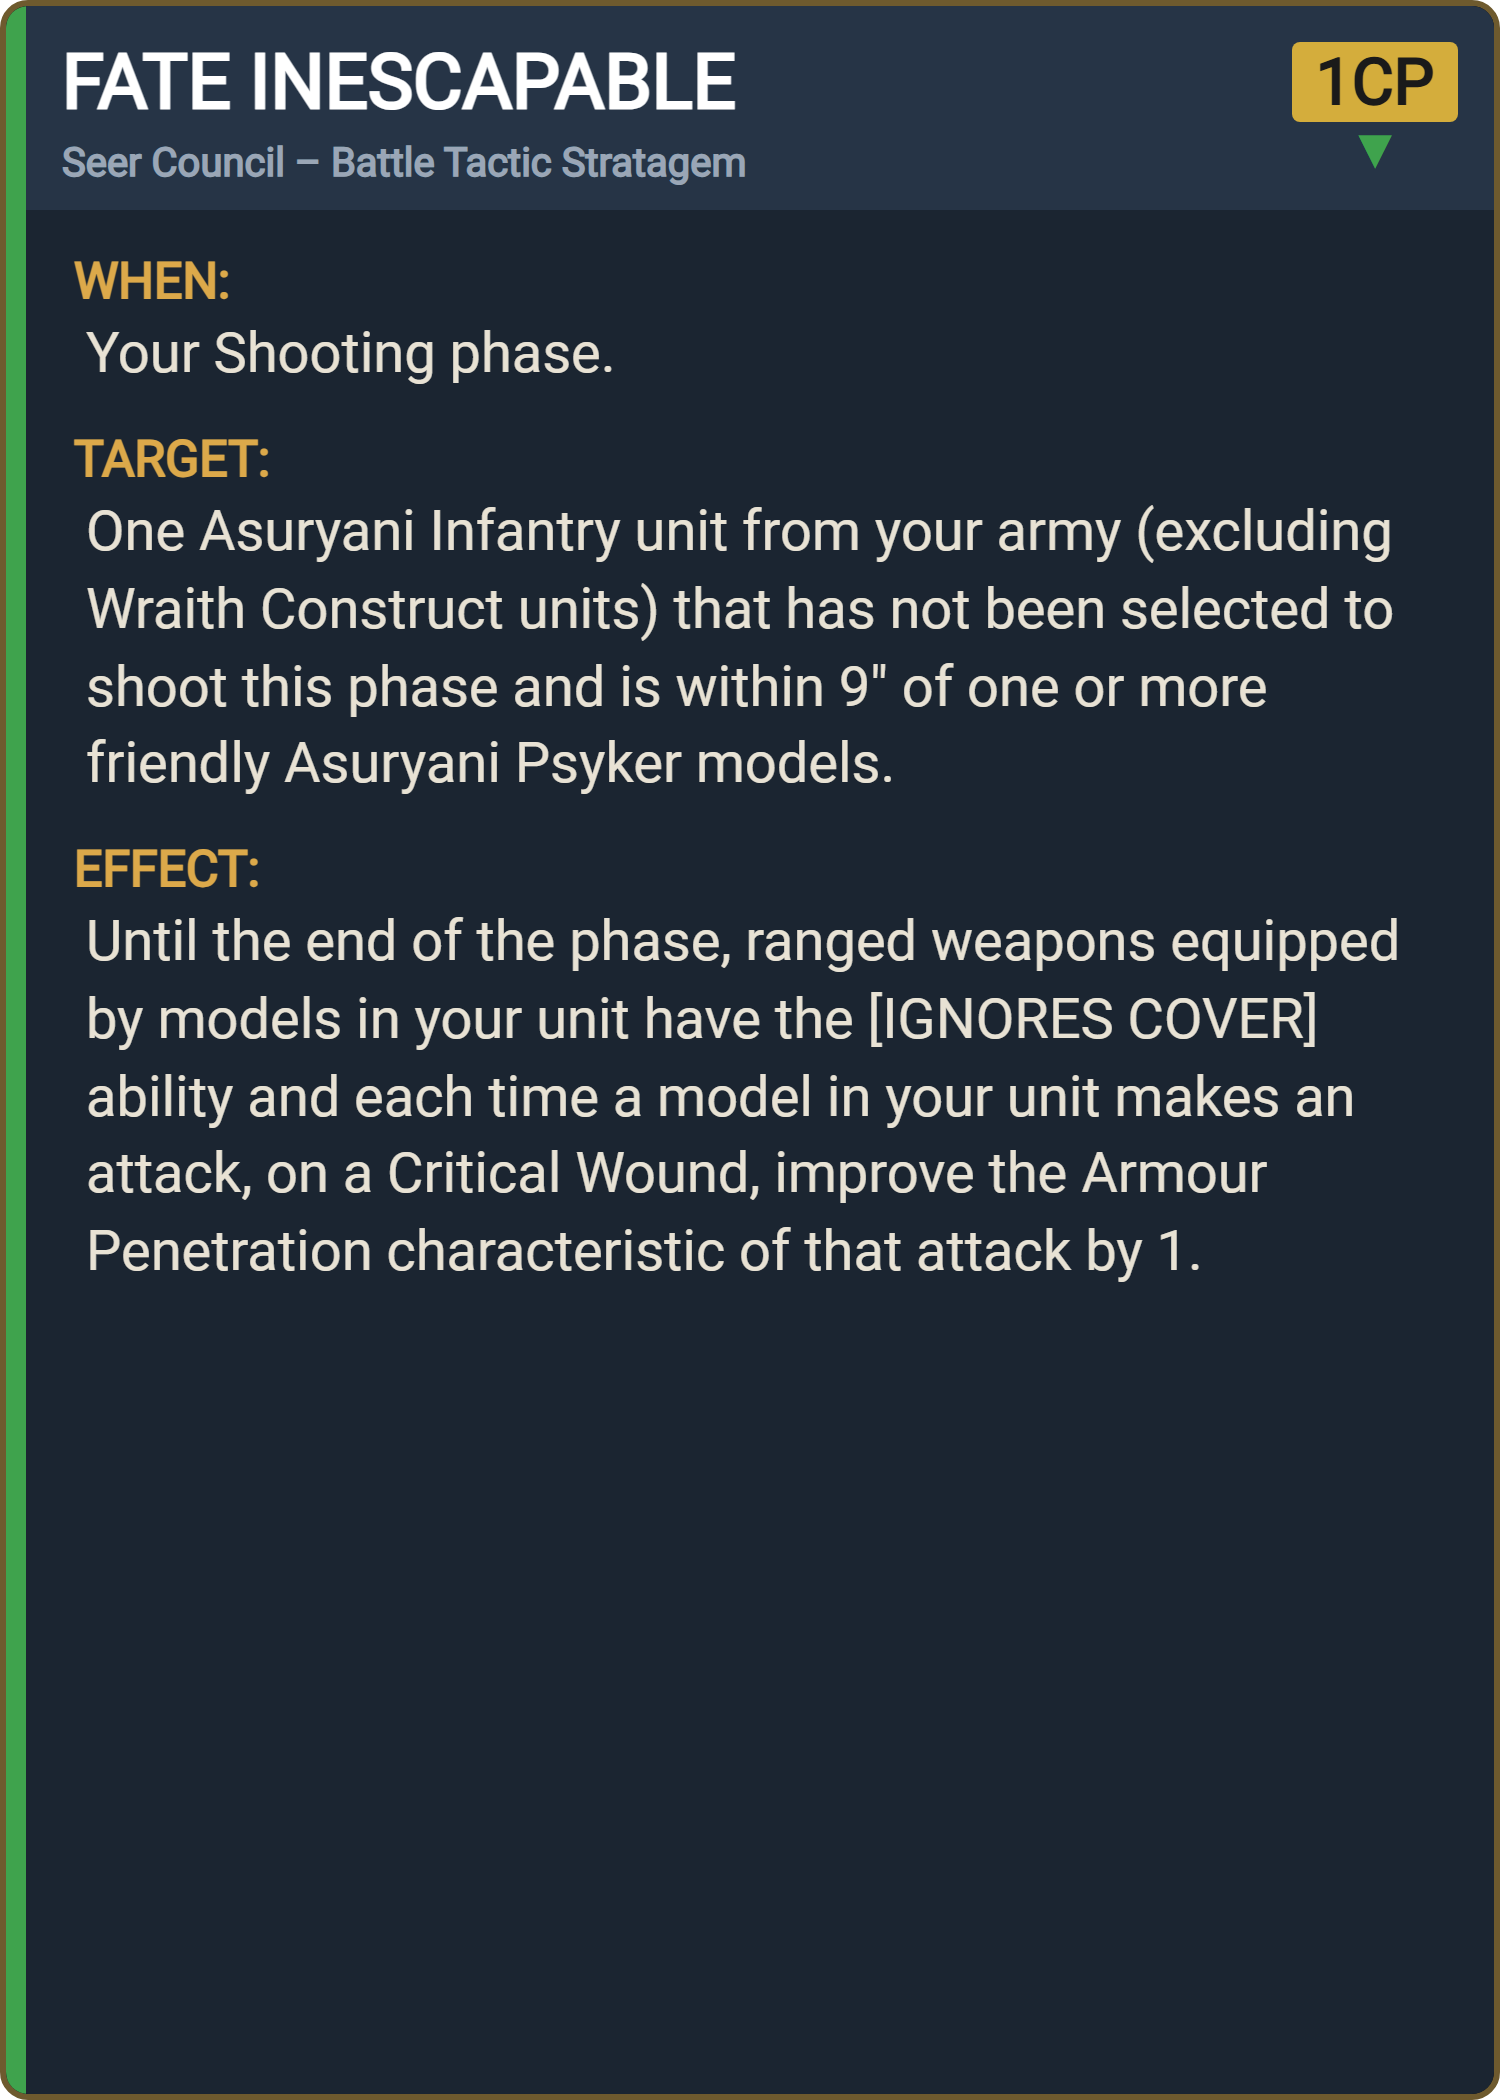 FATE INESCAPABLE
1CP
Seer Council – Battle Tactic Stratagem
WHEN:
Your Shooting phase.
TARGET:
One Asuryani Infantry unit from your army (excluding
Wraith Construct units) that has not been selected to
shoot this phase and is within 9" of one or more
friendly Asuryani Psyker models.
EFFECT:
Until the end of the phase, ranged weapons equipped
by models in your unit have the [IGNORES COVER]
ability and each time a model in your unit makes an
attack, on a Critical Wound, improve the Armour
Penetration characteristic of that attack by 1.